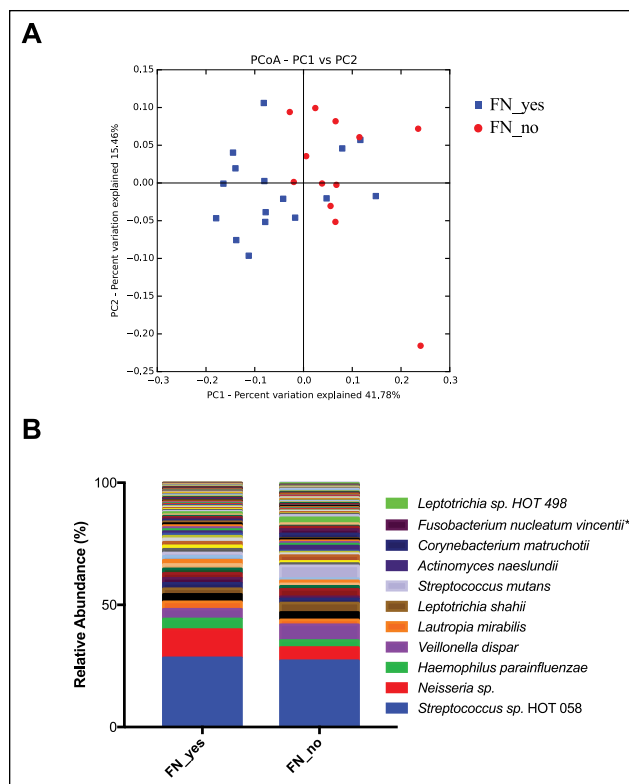 A
PCoA - PC1 vs PC2
0.15
0.10
0.05
0.00
−0.05
−0.10
−0.15
−0.20
−0.25
PC2 - Percent variation explained 15.46%
−0.3
−0.2
−0.1
0.0
0.1
0.2
0.3
PC1 - Percent variation explained 41.78%
FN_yes
FN_no
B
100
50
0
Relative Abundance (%)
FN_yes
FN_no
Leptotrichia sp. HOT 498
Fusobacterium nucleatum vincentii*
Corynebacterium matruchotii
Actinomyces naeslundii
Streptococcus mutans
Leptotrichia shahii
Lautropia mirabilis
Veillonella dispar
Haemophilus parainfluenzae
Neisseria sp.
Streptococcus sp. HOT 058